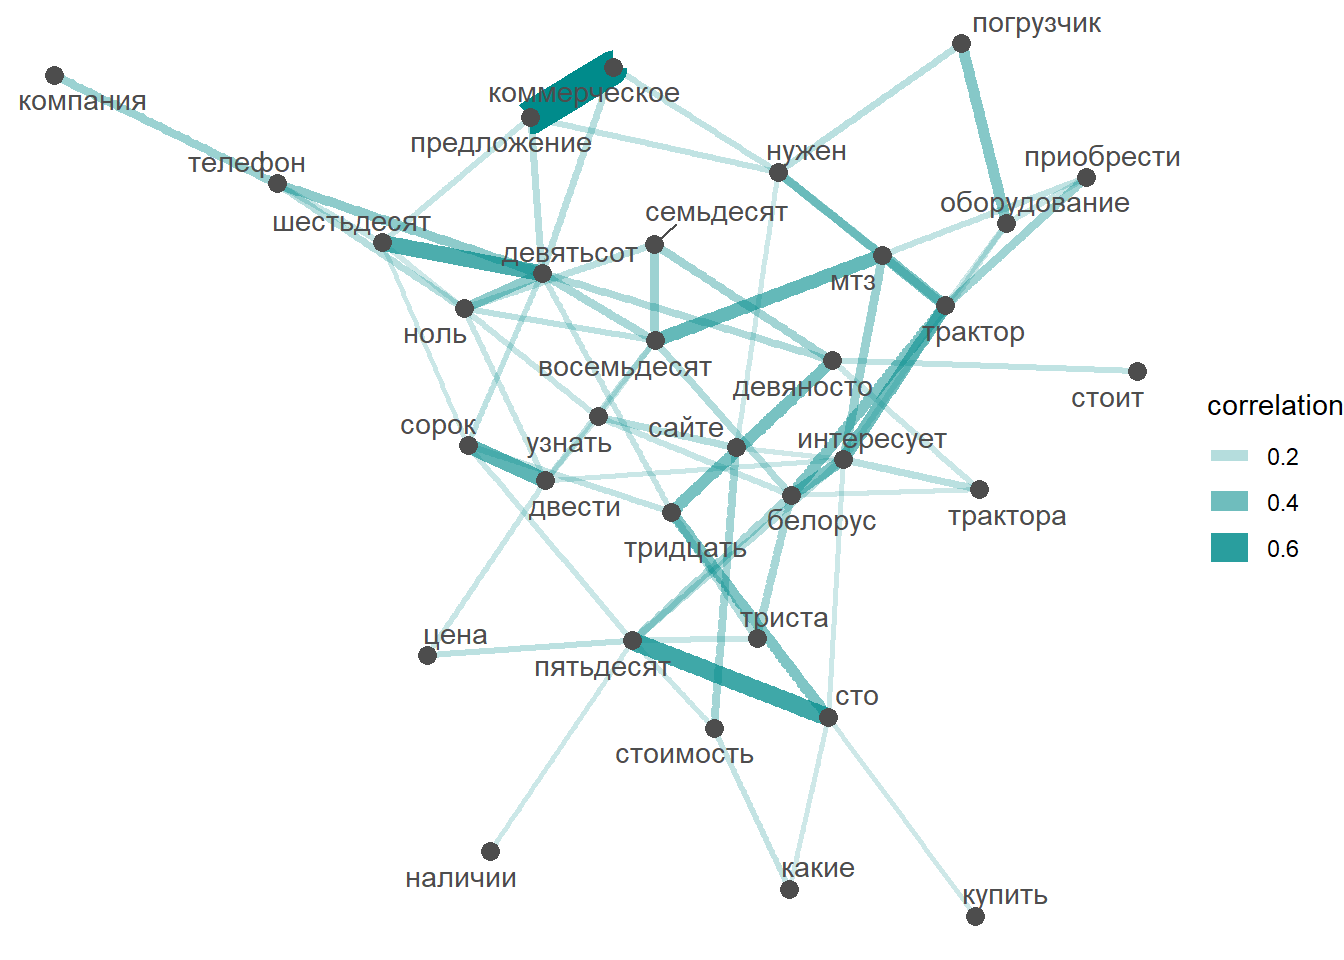 погрузчик
компания
коммерческое
предложение
нужен
приобрести
телефон
оборудование
шестьдесят
семьдесят
девятьсот
мтз
ноль
трактор
восемьдесят
девяносто
стоит
correlation
сорок
узнать
сайте
интересует
0.2
двести
белорус
трактора
0.4
тридцать
0.6
триста
цена
пятьдесят
сто
стоимость
наличии
какие
купить